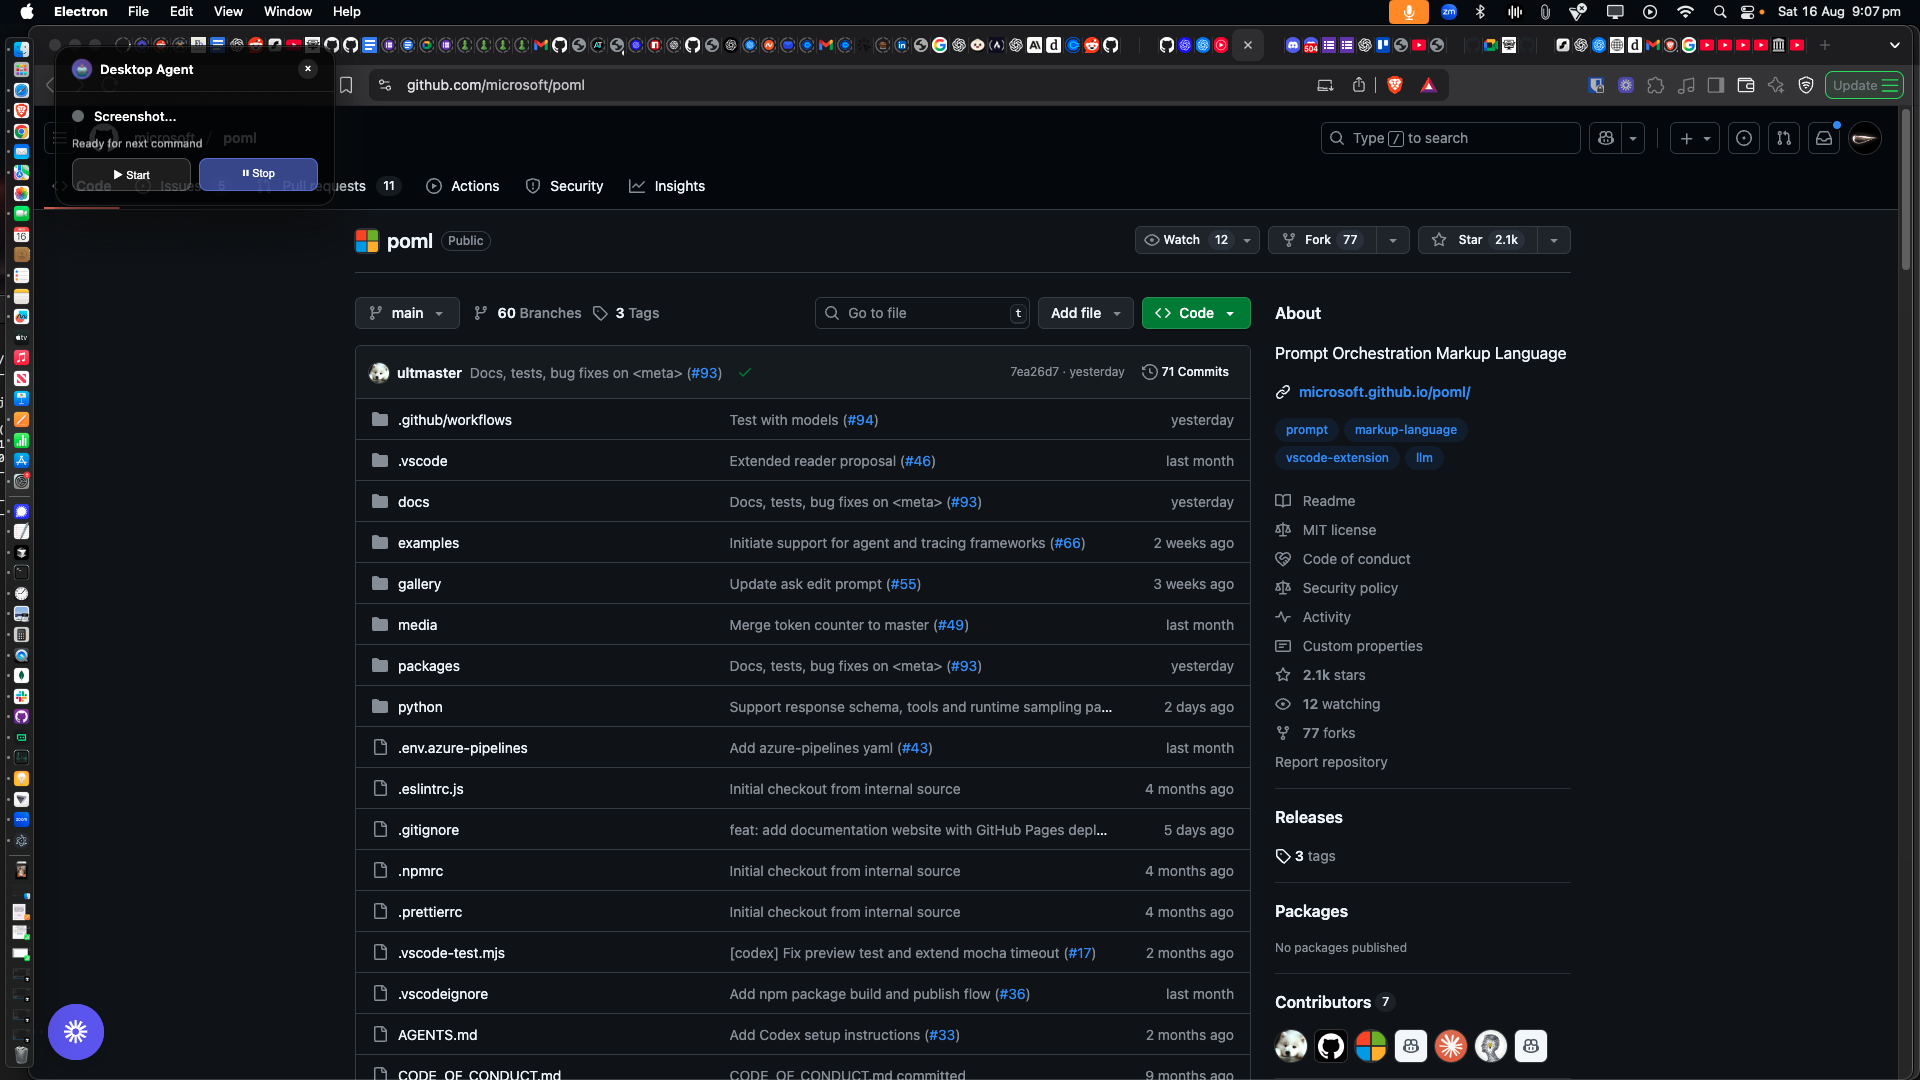 Electron File Edit View Window Help
Sat 16 Aug 9:07 pm
github.com/microsoft/poml
Update
Desktop Agent
Screenshot...
Ready for next command
Start
Stop
microsoft / poml
Type / to search
Code
Issues 5
Pull requests 11
Actions
Security
Insights
poml Public
Watch 12
Fork 77
Star 2.1k
main
60 Branches
3 Tags
Go to file t
Add file
Code
ultmaster Docs, tests, bug fixes on <meta> (#93) 7ea26d7 · yesterday 71 Commits
.github/workflows Test with models (#94) yesterday
.vscode Extended reader proposal (#46) last month
docs Docs, tests, bug fixes on <meta> (#93) yesterday
examples Initiate support for agent and tracing frameworks (#66) 2 weeks ago
gallery Update ask edit prompt (#55) 3 weeks ago
media Merge token counter to master (#49) last month
packages Docs, tests, bug fixes on <meta> (#93) yesterday
python Support response schema, tools and runtime sampling pa... 2 days ago
.env.azure-pipelines Add azure-pipelines yaml (#43) last month
.eslintrc.js Initial checkout from internal source 4 months ago
.gitignore feat: add documentation website with GitHub Pages depl... 5 days ago
.npmrc Initial checkout from internal source 4 months ago
.prettierrc Initial checkout from internal source 4 months ago
.vscode-test.mjs [codex] Fix preview test and extend mocha timeout (#17) 2 months ago
.vscodeignore Add npm package build and publish flow (#36) last month
AGENTS.md Add Codex setup instructions (#33) 2 months ago
CODE_OF_CONDUCT.md CODE_OF_CONDUCT.md committed 9 months ago
About
Prompt Orchestration Markup Language
microsoft.github.io/poml/
prompt markup-language
vscode-extension llm
Readme
MIT license
Code of conduct
Security policy
Activity
Custom properties
2.1k stars
12 watching
77 forks
Report repository
Releases
3 tags
Packages
No packages published
Contributors 7